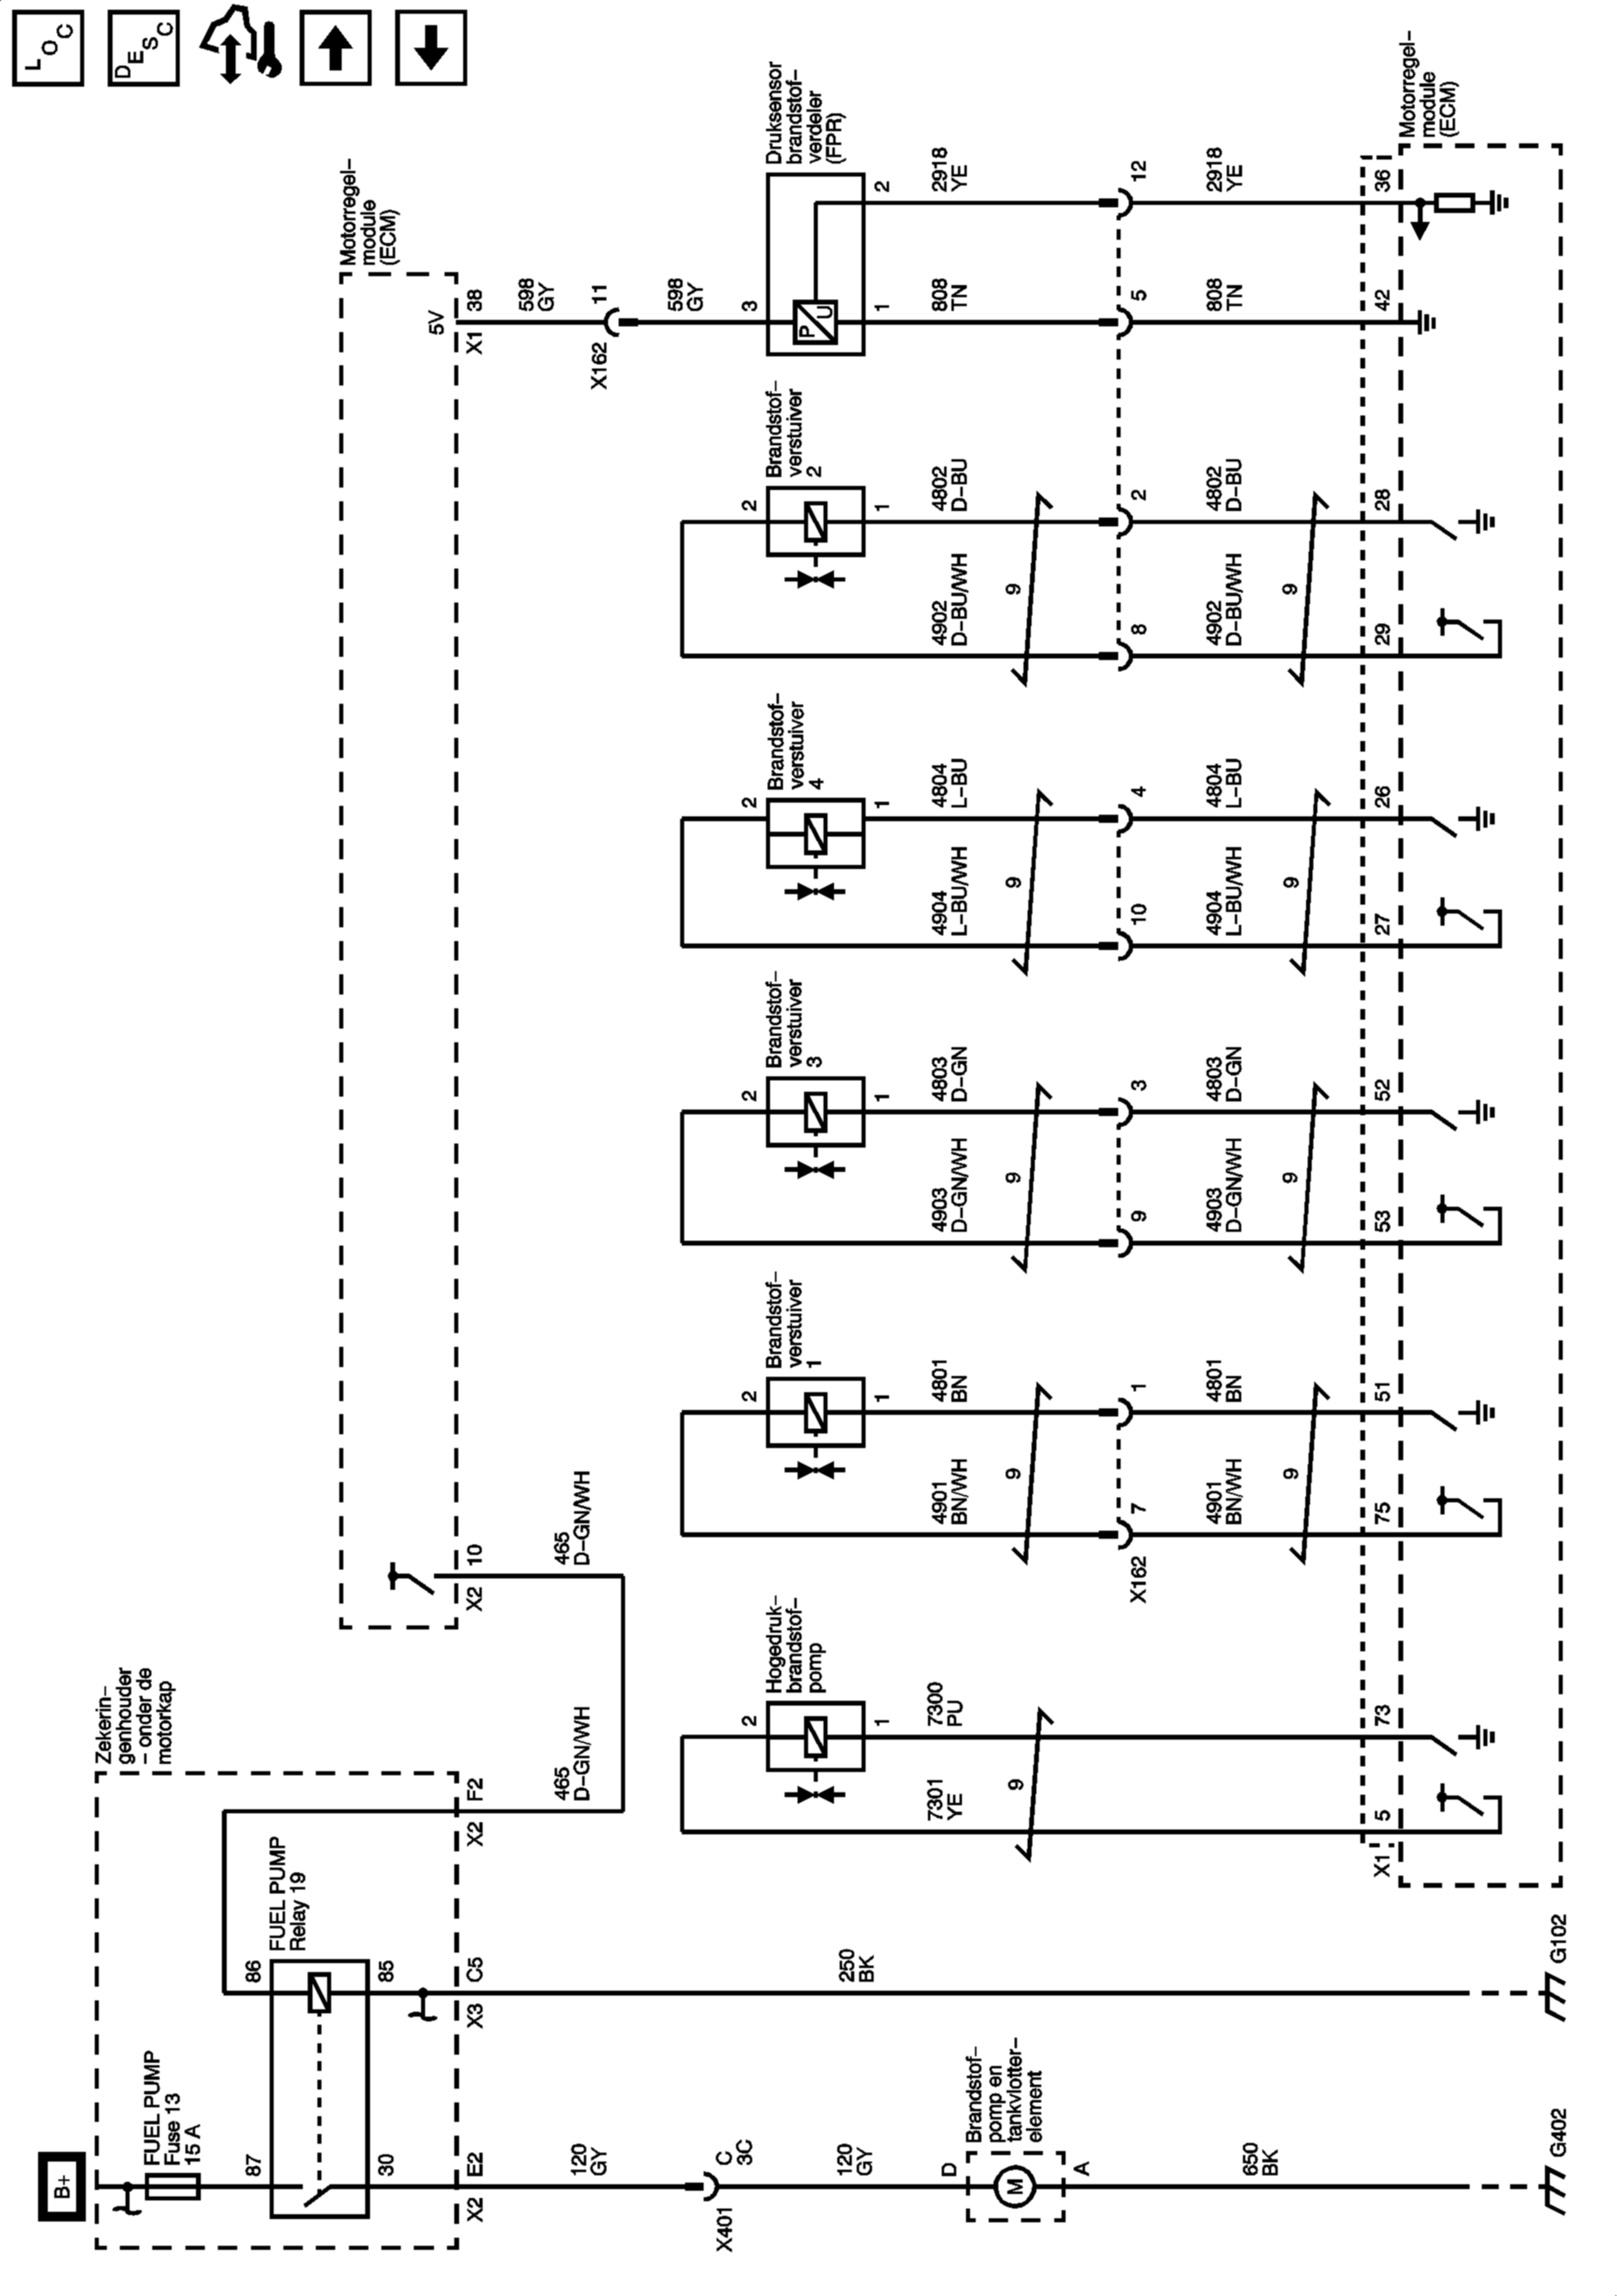 LOC
DESC
B+
Zekerin–
genhouder
– onder de
motorkap
FUEL PUMP
Fuse 13
15 A
FUEL PUMP
Relay 19
87
86
30
85
X2
E2
X3
C5
X2
F2
120
GY
X401
C
3C
120
GY
D
Brandstof–
pomp en
tankvlotter–
element
M
A
650
BK
G402
250
BK
G102
465
D–GN/WH
465
D–GN/WH
X2
10
Motorregel–
module
(ECM)
5V
X1
38
598
GY
X162
11
598
GY
3
Druksensor
brandstof–
verdeler
(FPR)
P
U
1
2
808
TN
2918
YE
5
12
808
TN
2918
YE
42
36
Hogedruk–
brandstof–
pomp
2
1
7301
YE
7300
PU
9
X1
5
73
Brandstof–
verstuiver
1
2
1
4901
BN/WH
4801
BN
9
X162
7
1
4901
BN/WH
4801
BN
9
75
51
Brandstof–
verstuiver
3
2
1
4903
D–GN/WH
4803
D–GN
9
9
3
4903
D–GN/WH
4803
D–GN
9
53
52
Brandstof–
verstuiver
4
2
1
4904
L–BU/WH
4804
L–BU
9
10
4
4904
L–BU/WH
4804
L–BU
9
27
26
Brandstof–
verstuiver
2
2
1
4902
D–BU/WH
4802
D–BU
9
8
2
4902
D–BU/WH
4802
D–BU
9
29
28
Motorregel–
module
(ECM)